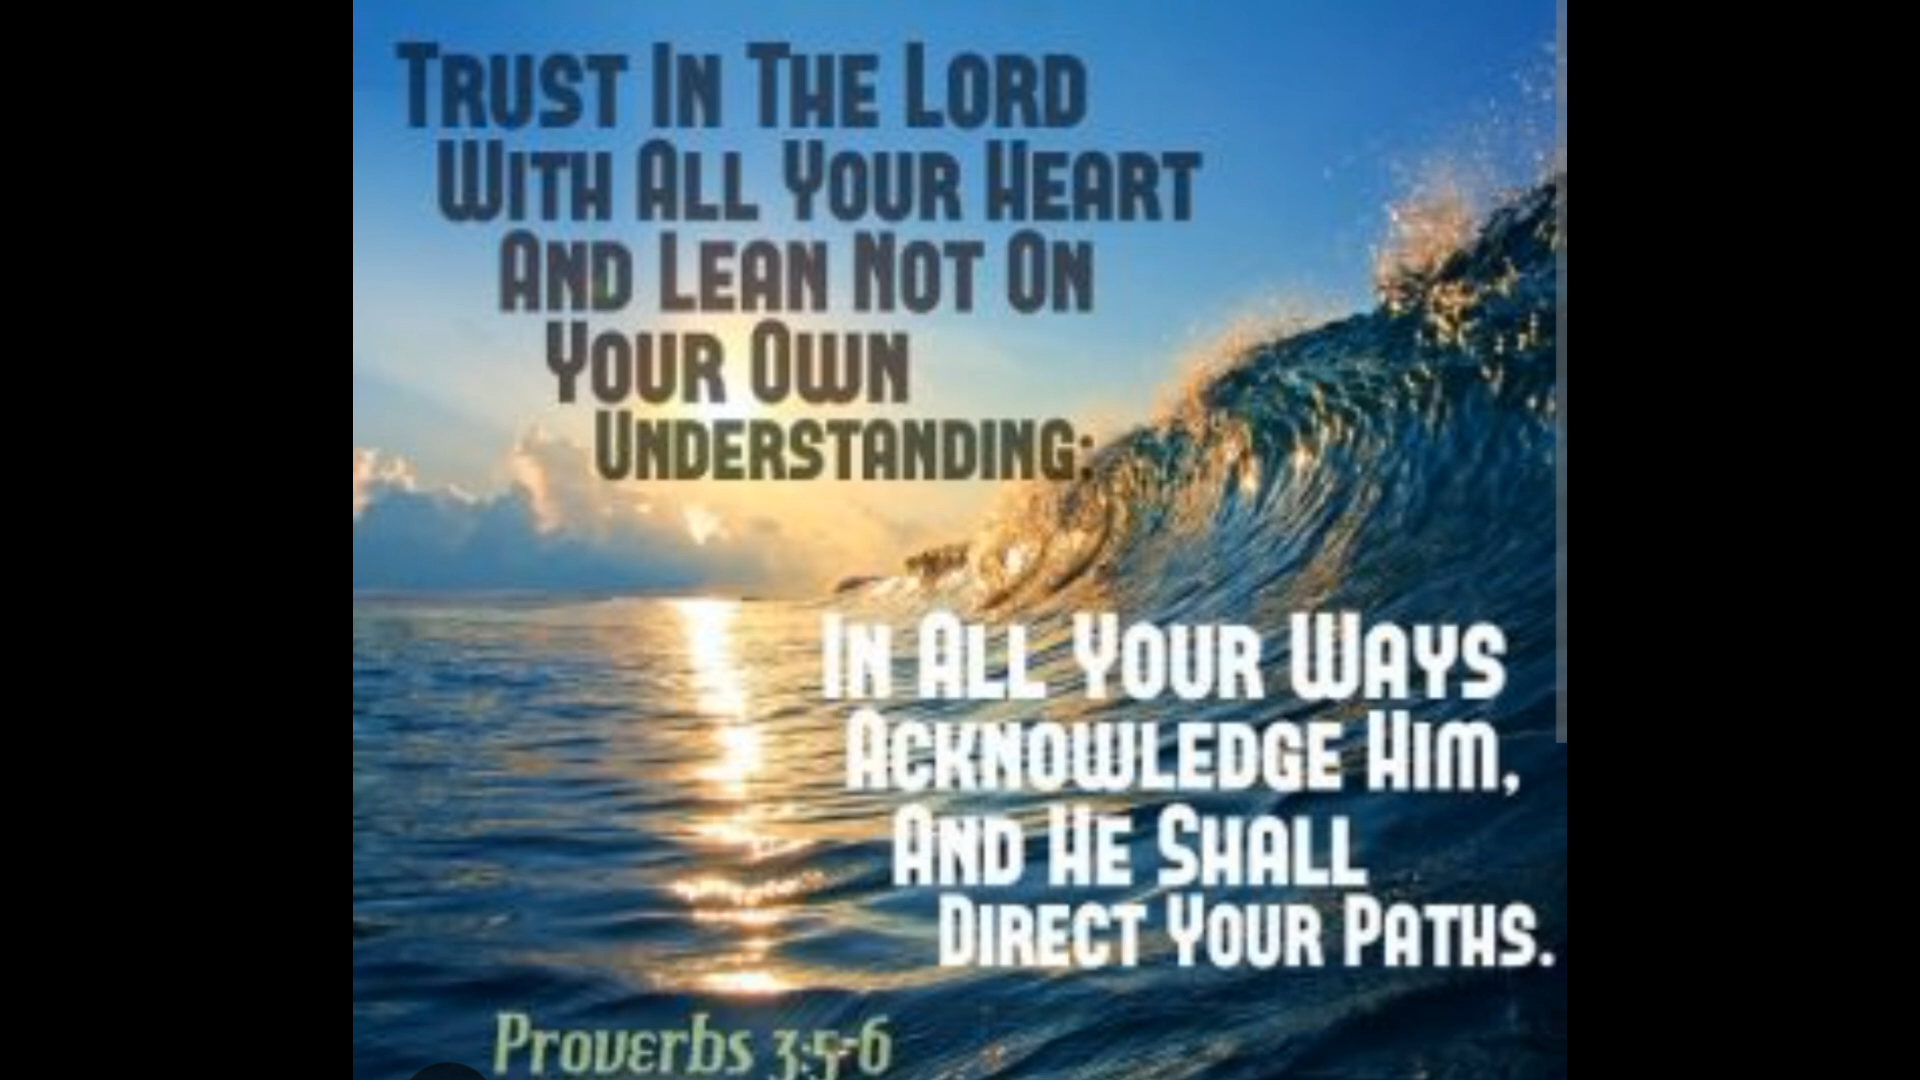 Trust In The Lord
With All Your Heart
And Lean Not On
Your Own
Understanding:
In All Your Ways
Acknowledge Him,
And He Shall
Direct Your Paths.
Proverbs 3:5-6